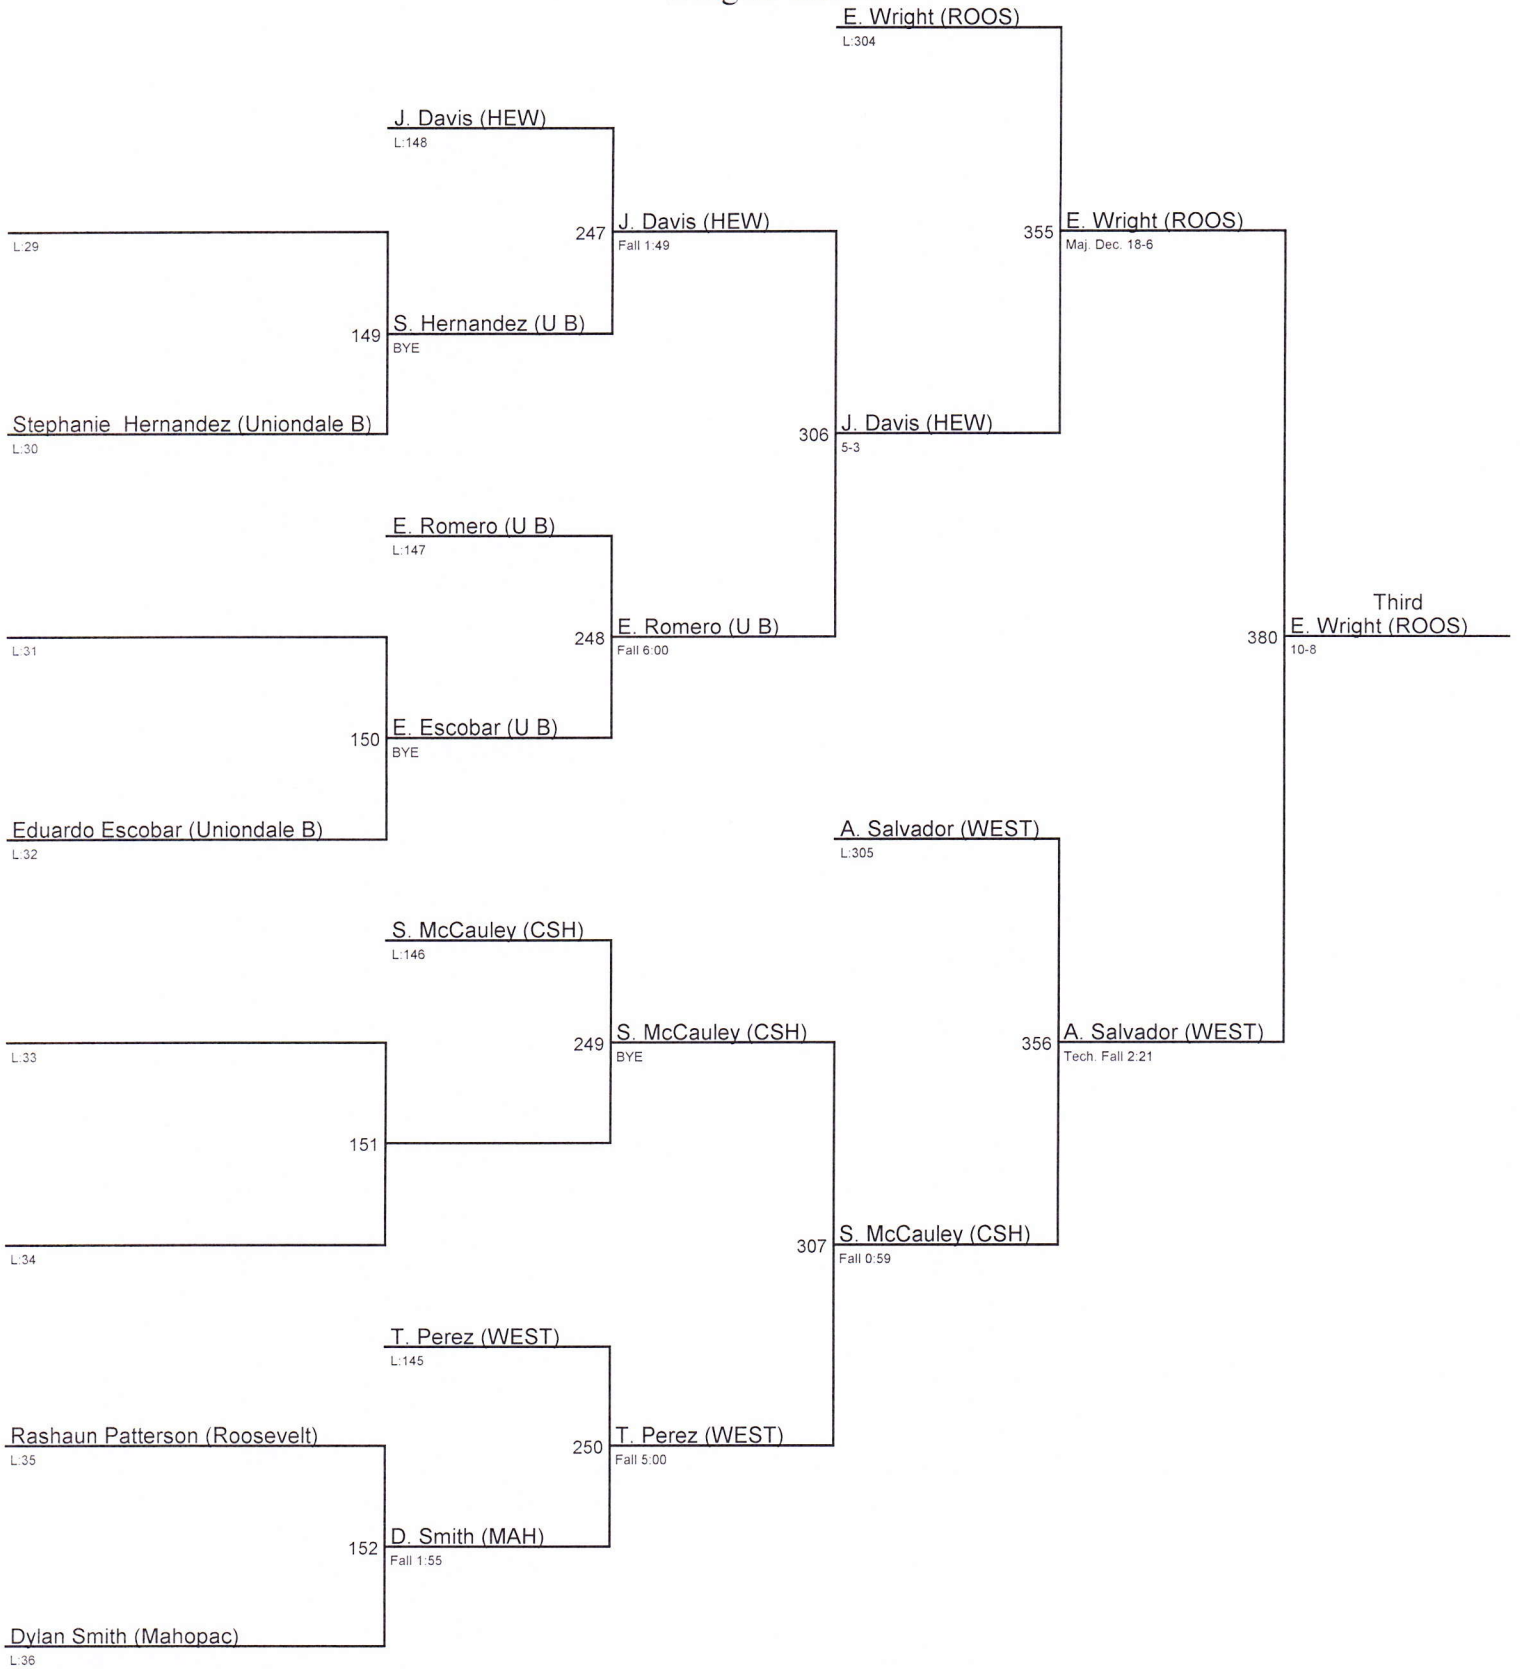 E. Wright (ROOS)
L:304
J. Davis (HEW)
L:148
L:29
247
J. Davis (HEW)
Fall 1:49
355
E. Wright (ROOS)
Maj. Dec. 18-6
149
S. Hernandez (U B)
BYE
Stephanie  Hernandez (Uniondale B)
L:30
306
J. Davis (HEW)
5-3
E. Romero (U B)
L:147
L:31
248
E. Romero (U B)
Fall 6:00
Third
380
E. Wright (ROOS)
10-8
150
E. Escobar (U B)
BYE
Eduardo Escobar (Uniondale B)
L:32
A. Salvador (WEST)
L:305
S. McCauley (CSH)
L:146
L:33
249
S. McCauley (CSH)
BYE
356
A. Salvador (WEST)
Tech. Fall 2:21
151
L:34
307
S. McCauley (CSH)
Fall 0:59
T. Perez (WEST)
L:145
Rashaun Patterson (Roosevelt)
L:35
250
T. Perez (WEST)
Fall 5:00
152
D. Smith (MAH)
Fall 1:55
Dylan Smith (Mahopac)
L:36